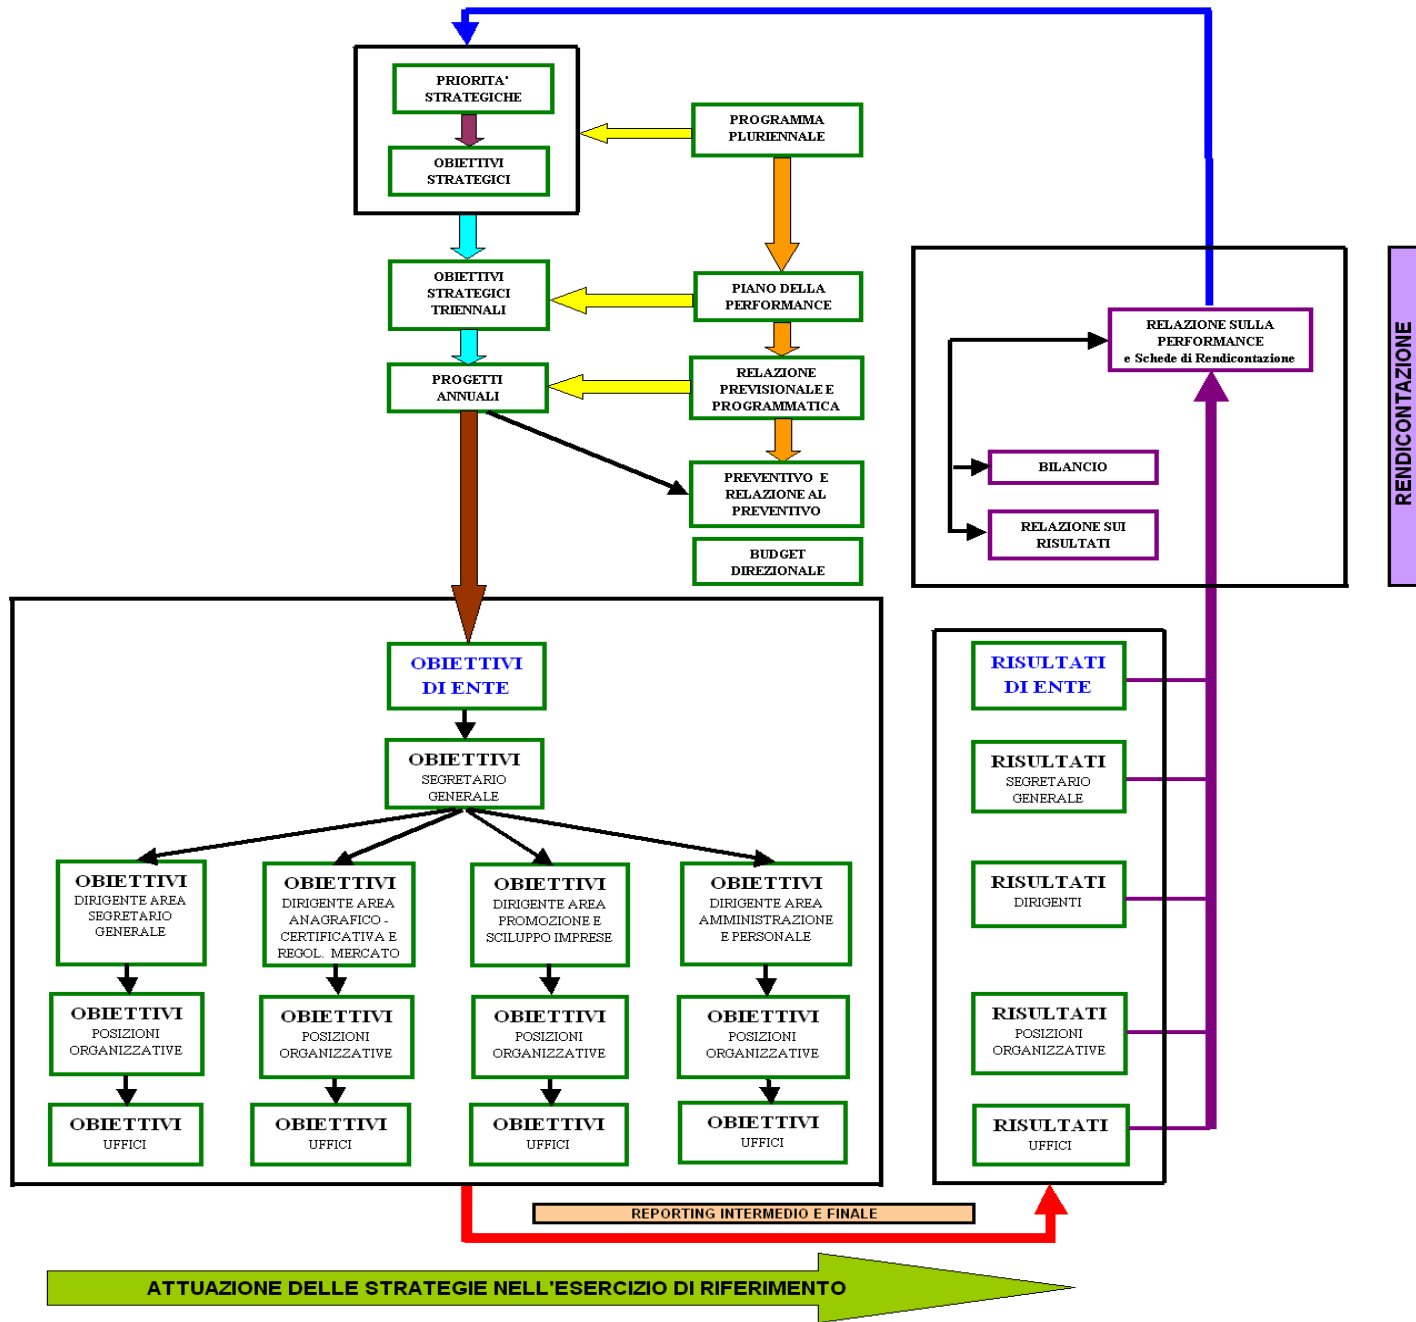 PRIORITA'
STRATEGICHE
OBIETTIVI
STRATEGICI
PROGRAMMA
PLURIENNALE
OBIETTIVI
STRATEGICI
TRIENNALI
PIANO DELLA
PERFORMANCE
PROGETTI
ANNUALI
RELAZIONE
PREVISIONALE E
PROGRAMMATICA
PREVENTIVO E
RELAZIONE AL
PREVENTIVO
BUDGET
DIREZIONALE
RELAZIONE SULLA
PERFORMANCE
e Schede di Rendicontazione
BILANCIO
RELAZIONE SUI
RISULTATI
RENDICONTAZIONE
OBIETTIVI
DI ENTE
OBIETTIVI
SEGRETARIO
GENERALE
OBIETTIVI
DIRIGENTE AREA
SEGRETARIO
GENERALE
OBIETTIVI
DIRIGENTE AREA
ANAGRAFICO -
CERTIFICATIVA E
REGOL. MERCATO
OBIETTIVI
DIRIGENTE AREA
PROMOZIONE E
SCILUPPO IMPRESE
OBIETTIVI
DIRIGENTE AREA
AMMINISTRAZIONE
E PERSONALE
OBIETTIVI
POSIZIONI
ORGANIZZATIVE
OBIETTIVI
POSIZIONI
ORGANIZZATIVE
OBIETTIVI
POSIZIONI
ORGANIZZATIVE
OBIETTIVI
POSIZIONI
ORGANIZZATIVE
OBIETTIVI
UFFICI
OBIETTIVI
UFFICI
OBIETTIVI
UFFICI
OBIETTIVI
UFFICI
RISULTATI
DI ENTE
RISULTATI
SEGRETARIO
GENERALE
RISULTATI
DIRIGENTI
RISULTATI
POSIZIONI
ORGANIZZATIVE
RISULTATI
UFFICI
REPORTING INTERMEDIO E FINALE
ATTUAZIONE DELLE STRATEGIE NELL'ESERCIZIO DI RIFERIMENTO